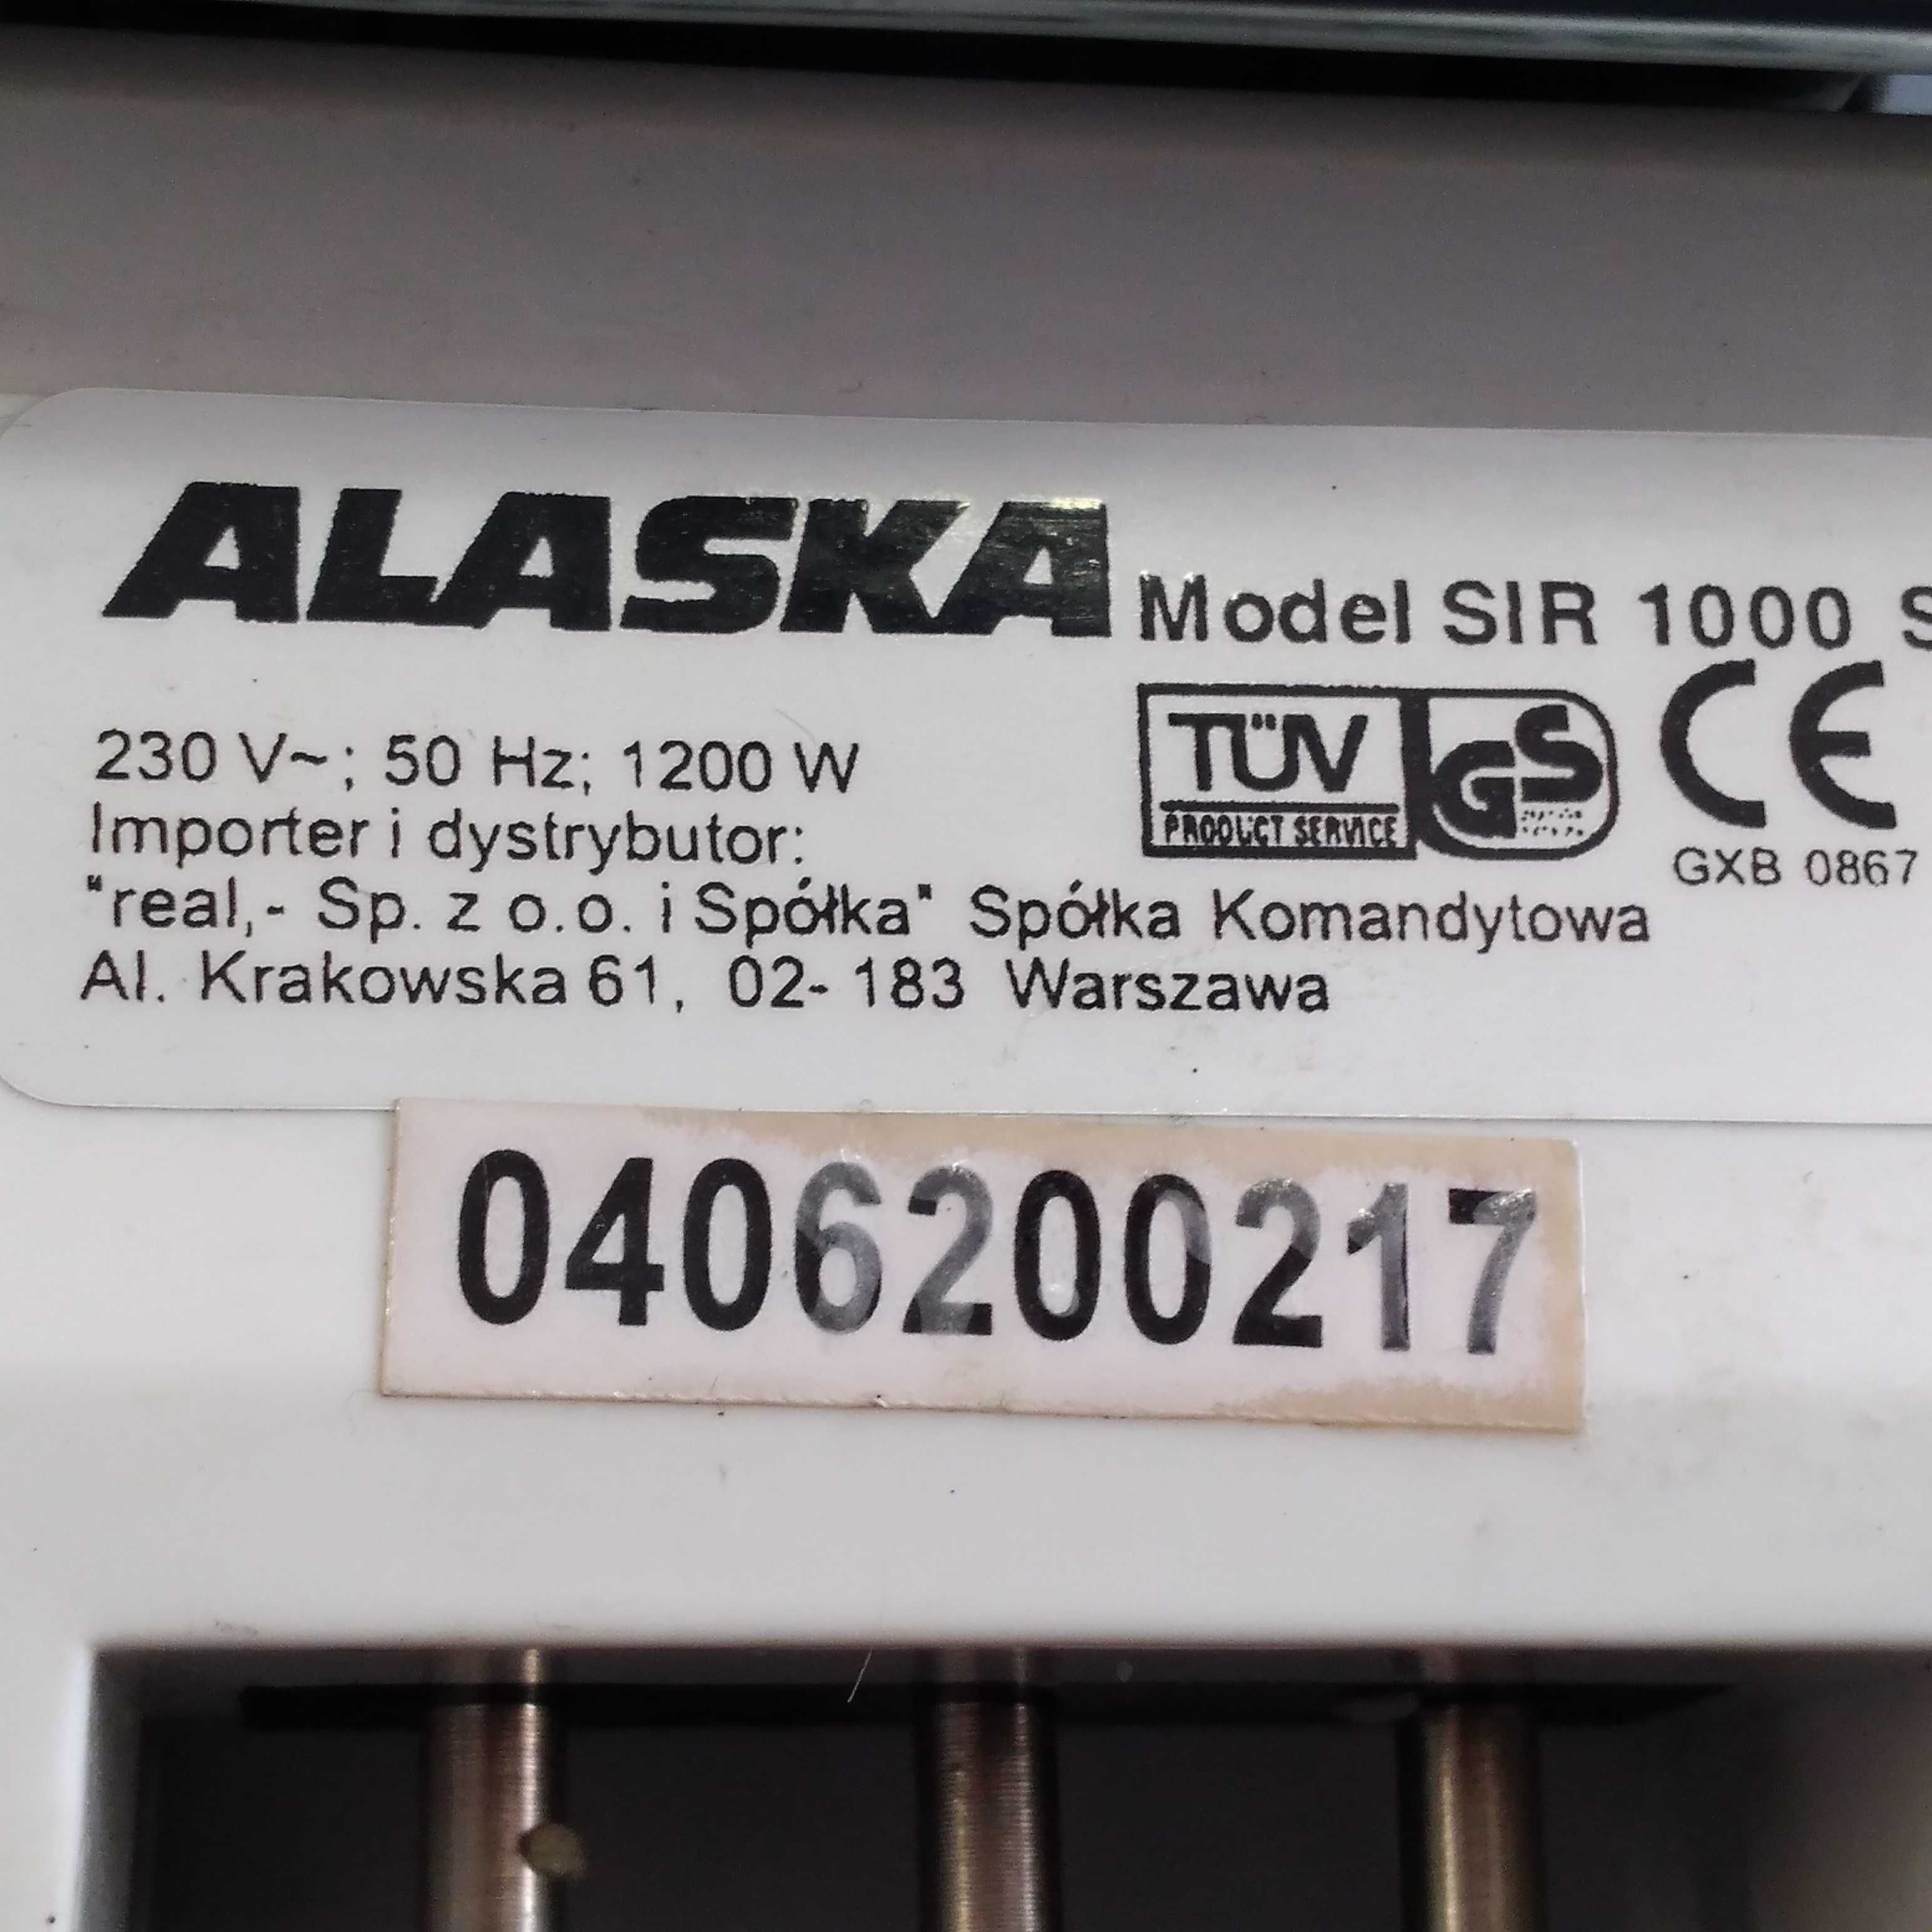 ALASKA Model SIR 1000 S
230 V~; 50 Hz; 1200 W
TÜV PRODUCT SERVICE GS CE
Importer i dystrybutor:
GXB 0867
"real,- Sp. z o.o. i Spółka" Spółka Komandytowa
Al. Krakowska 61, 02-183 Warszawa
0406200217